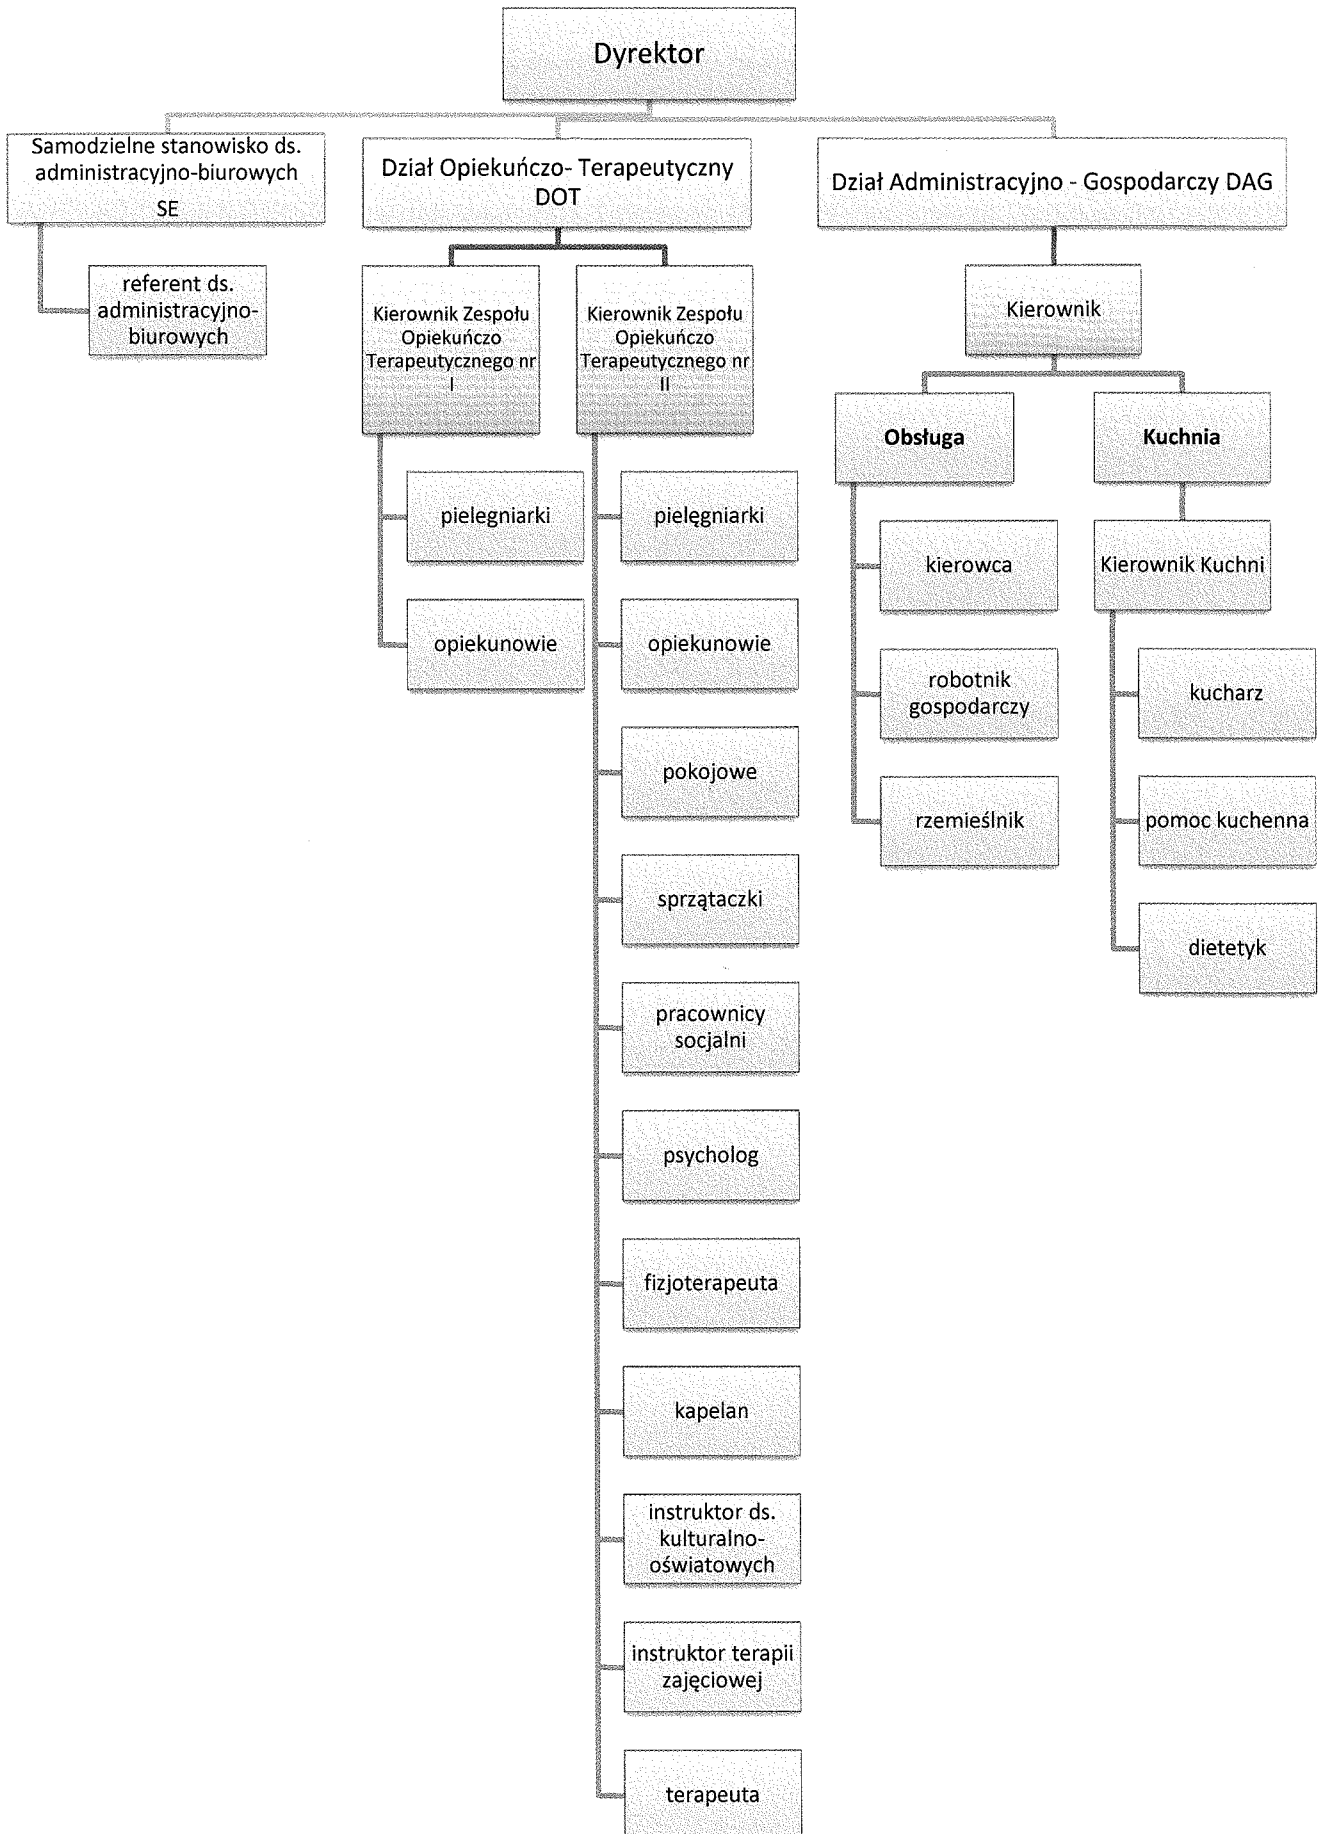 Dyrektor
Samodzielne stanowisko ds.
administracyjno-biurowych
SE
referent ds.
administracyjno-
biurowych
Dział Opiekuńczo- Terapeutyczny
DOT
Kierownik Zespołu
Opiekuńczo
Terapeutycznego nr
I
pielegniarki
opiekunowie
Kierownik Zespołu
Opiekuńczo
Terapeutycznego nr
II
pielęgniarki
opiekunowie
pokojowe
sprzątaczki
pracownicy
socjalni
psycholog
fizjoterapeuta
kapelan
instruktor ds.
kulturalno-
oświatowych
instruktor terapii
zajęciowej
terapeuta
Dział Administracyjno - Gospodarczy DAG
Kierownik
Obsługa
kierowca
robotnik
gospodarczy
rzemieślnik
Kuchnia
Kierownik Kuchni
kucharz
pomoc kuchenna
dietetyk